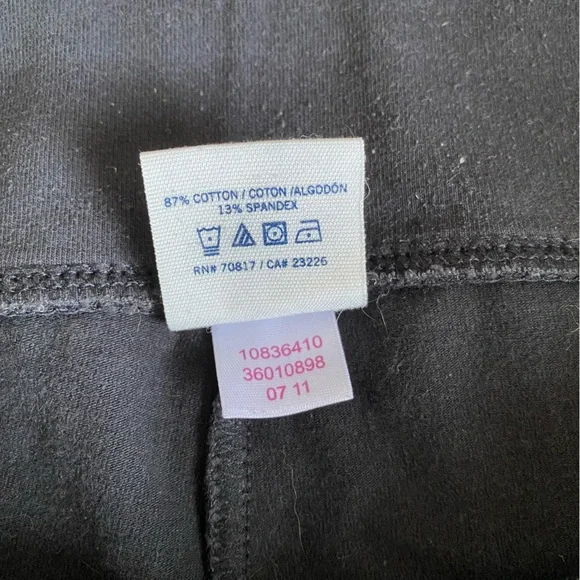 87% COTTON / COTON /ALGODÓN
13% SPANDEX
RN# 70817 / CA# 23226
10836410
36010898
07 11